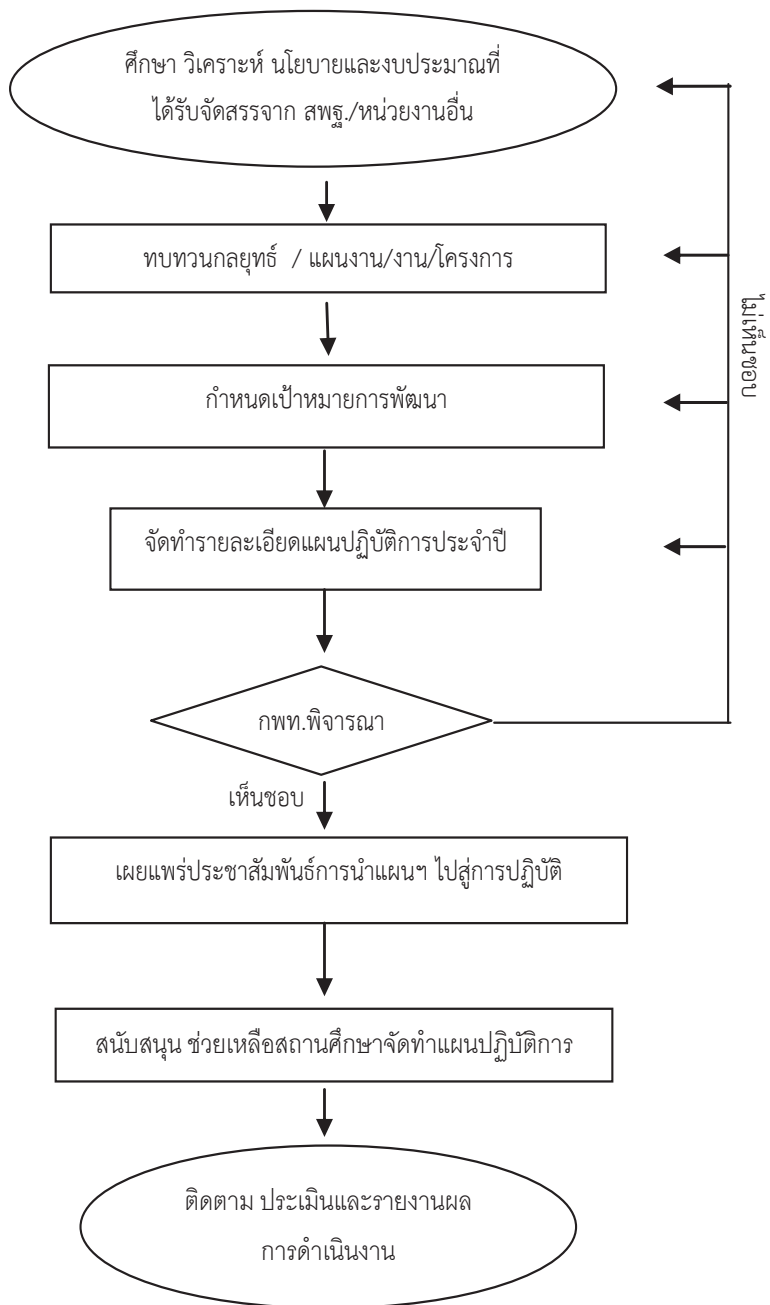 ศึกษา วิเคราะห์ นโยบายและงบประมาณที่
ได้รับจัดสรรจาก สพฐ./หน่วยงานอื่น
ทบทวนกลยุทธ์ / แผนงาน/งาน/โครงการ
ไม่เห็นชอบ
กำหนดเป้าหมายการพัฒนา
จัดทำรายละเอียดแผนปฏิบัติการประจำปี
กพท.พิจารณา
เห็นชอบ
เผยแพร่ประชาสัมพันธ์การนำแผนฯ ไปสู่การปฏิบัติ
สนับสนุน ช่วยเหลือสถานศึกษาจัดทำแผนปฏิบัติการ
ติดตาม ประเมินและรายงานผล
การดำเนินงาน